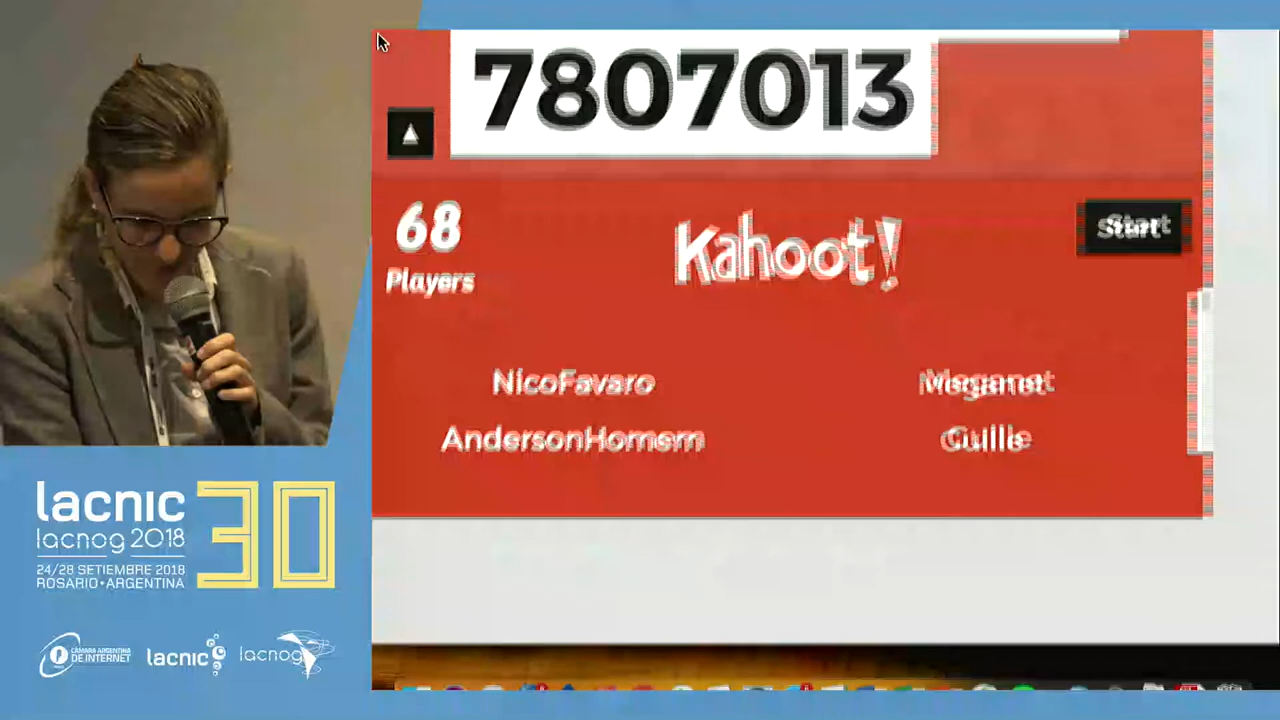 7807013
68
Players
Kahoot!
Start
NicoFavaro
Meganet
AndersonHomem
Guille
lacnic 30
lacnog 2018
24/28 SETIEMBRE 2018
ROSARIO•ARGENTINA
CÁMARA ARGENTINA
DE INTERNET
lacnic
lacnog